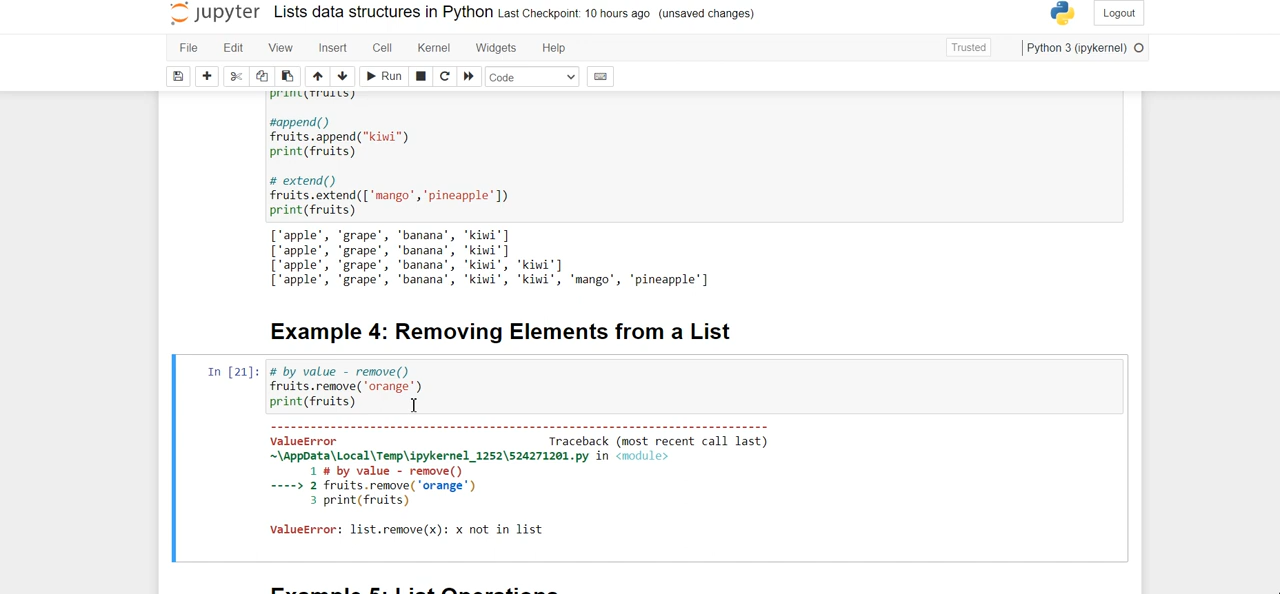 jupyter Lists data structures in Python Last Checkpoint: 10 hours ago (unsaved changes) Logout
File Edit View Insert Cell Kernel Widgets Help Trusted Python 3 (ipykernel)
Run Code
print(fruits)
#append()
fruits.append("kiwi")
print(fruits)
# extend()
fruits.extend(['mango','pineapple'])
print(fruits)
['apple', 'grape', 'banana', 'kiwi']
['apple', 'grape', 'banana', 'kiwi']
['apple', 'grape', 'banana', 'kiwi', 'kiwi']
['apple', 'grape', 'banana', 'kiwi', 'kiwi', 'mango', 'pineapple']
Example 4: Removing Elements from a List
In [21]: # by value - remove()
fruits.remove('orange')
print(fruits)
---------------------------------------------------------------------------
ValueError Traceback (most recent call last)
~\AppData\Local\Temp\ipykernel_1252\524271201.py in <module>
1 # by value - remove()
----> 2 fruits.remove('orange')
3 print(fruits)
ValueError: list.remove(x): x not in list
Example 5: List Operations